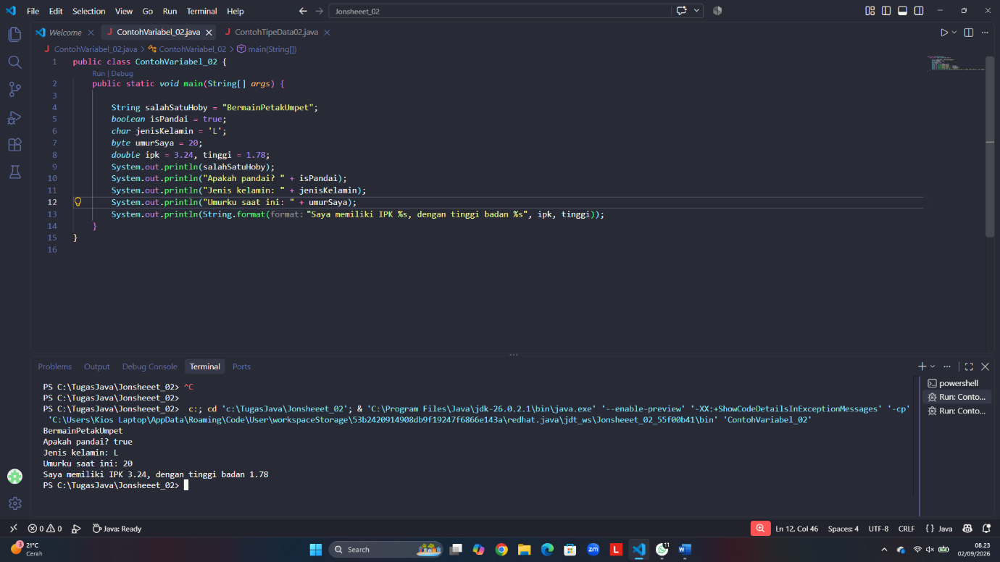 File Edit Selection View Go Run Terminal Help
Jonsheeet_02
Welcome
ContohVariabel_02.java
ContohTipeData02.java
ContohVariabel_02.java > ContohVariabel_02 > main(String[])
1 public class ContohVariabel_02 {
Run | Debug
2 public static void main(String[] args) {
3
4 String salahSatuHoby = "BermainPetakUmpet";
5 boolean isPandai = true;
6 char jenisKelamin = 'L';
7 byte umurSaya = 20;
8 double ipk = 3.24, tinggi = 1.78;
9 System.out.println(salahSatuHoby);
10 System.out.println("Apakah pandai? " + isPandai);
11 System.out.println("Jenis kelamin: " + jenisKelamin);
12 System.out.println("Umurku saat ini: " + umurSaya);
13 System.out.println(String.format(format: "Saya memiliki IPK %s, dengan tinggi badan %s", ipk, tinggi));
14 }
15 }
16
Problems Output Debug Console Terminal Ports
PS C:\TugasJava\Jonsheeet_02> ^C
PS C:\TugasJava\Jonsheeet_02>
PS C:\TugasJava\Jonsheeet_02> c:; cd 'c:\TugasJava\Jonsheeet_02'; & 'C:\Program Files\Java\jdk-26.0.2.1\bin\java.exe' '--enable-preview' '-XX:+ShowCodeDetailsInExceptionMessages' '-cp'
'C:\Users\Kios Laptop\AppData\Roaming\Code\User\workspaceStorage\53b2420914908db9f19247f6866e143a\redhat.java\jdt_ws\Jonsheeet_02_55f00b41\bin' 'ContohVariabel_02'
BermainPetakUmpet
Apakah pandai? true
Jenis kelamin: L
Umurku saat ini: 20
Saya memiliki IPK 3.24, dengan tinggi badan 1.78
PS C:\TugasJava\Jonsheeet_02>
powershell
Run: Conto...
Run: Conto...
0 0 Java: Ready
Ln 12, Col 46 Spaces: 4 UTF-8 CRLF { } Java
3
21°C
Cerah
Search
zm
L
11
W
08.23
02/09/2026